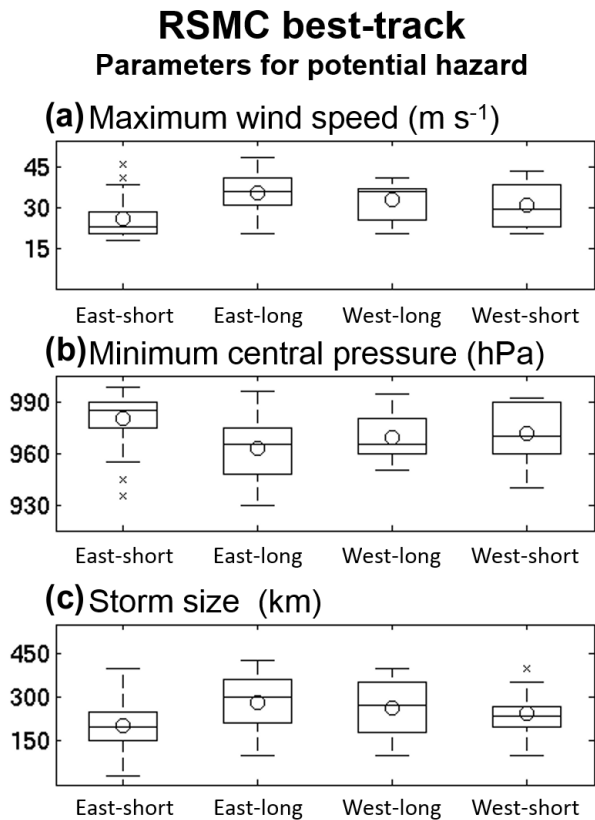 RSMC best-track
Parameters for potential hazard
(a) Maximum wind speed (m s⁻¹)
45
30
15
East-short East-long West-long West-short
(b) Minimum central pressure (hPa)
990
960
930
East-short East-long West-long West-short
(c) Storm size (km)
450
300
150
East-short East-long West-long West-short